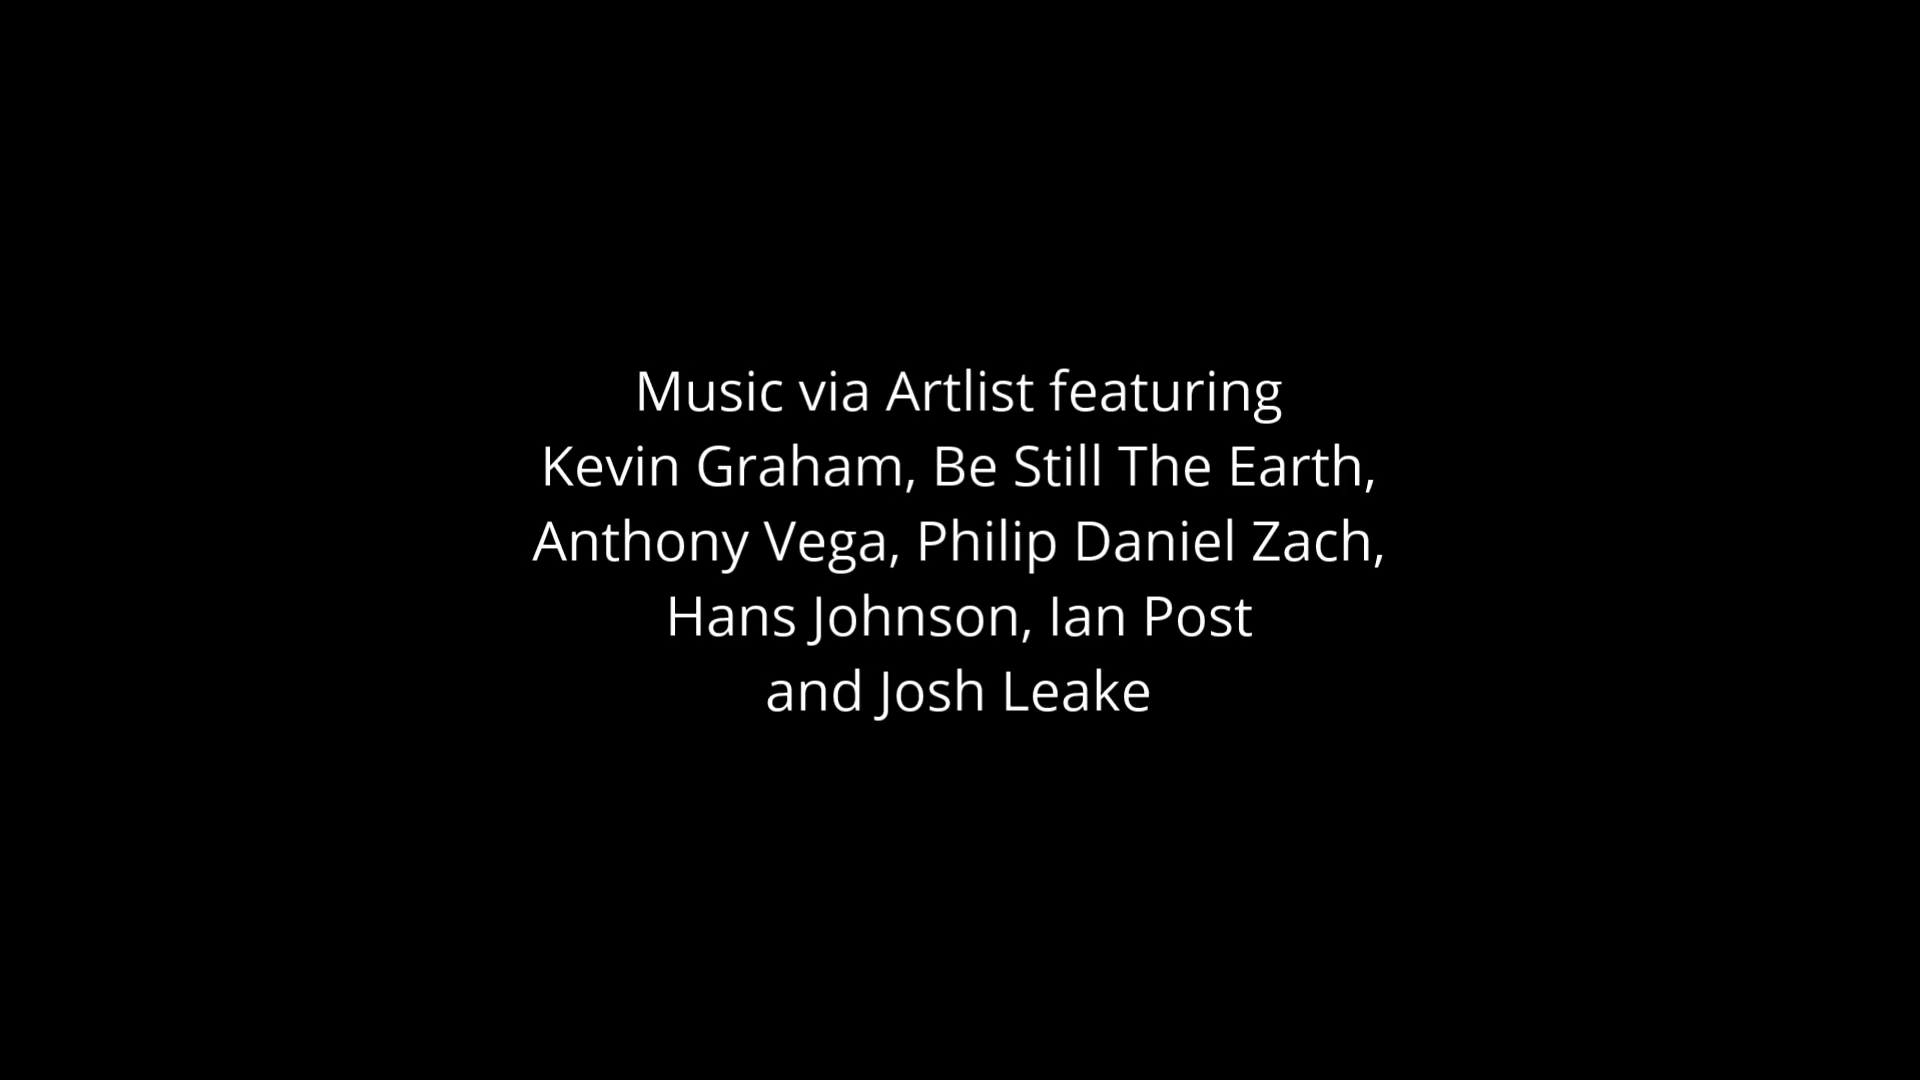 Music via Artlist featuring
Kevin Graham, Be Still The Earth,
Anthony Vega, Philip Daniel Zach,
Hans Johnson, Ian Post
and Josh Leake